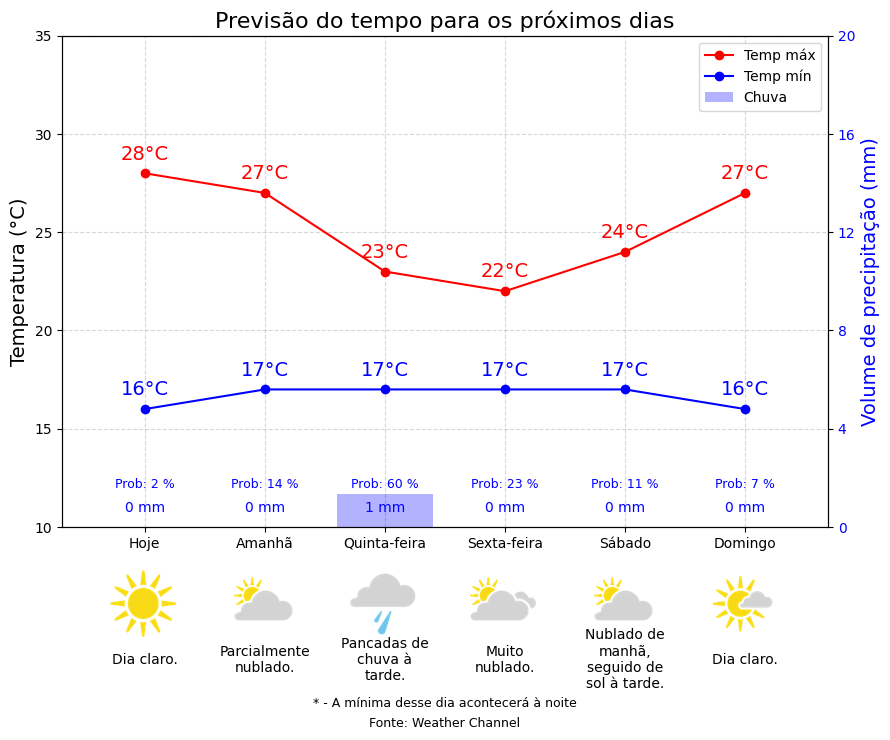 Previsão do tempo para os próximos dias
Temp máx
Temp mín
Chuva
Temperatura (°C)
Volume de precipitação (mm)
35
30
25
20
15
10
20
16
12
8
4
0
28°C
27°C
23°C
22°C
24°C
27°C
16°C
17°C
17°C
17°C
17°C
16°C
Prob: 2 %
Prob: 14 %
Prob: 60 %
Prob: 23 %
Prob: 11 %
Prob: 7 %
0 mm
0 mm
1 mm
0 mm
0 mm
0 mm
Hoje
Amanhã
Quinta-feira
Sexta-feira
Sábado
Domingo
Dia claro.
Parcialmente
nublado.
Pancadas de
chuva à
tarde.
Muito
nublado.
Nublado de
manhã,
seguido de
sol à tarde.
Dia claro.
* - A mínima desse dia acontecerá à noite
Fonte: Weather Channel